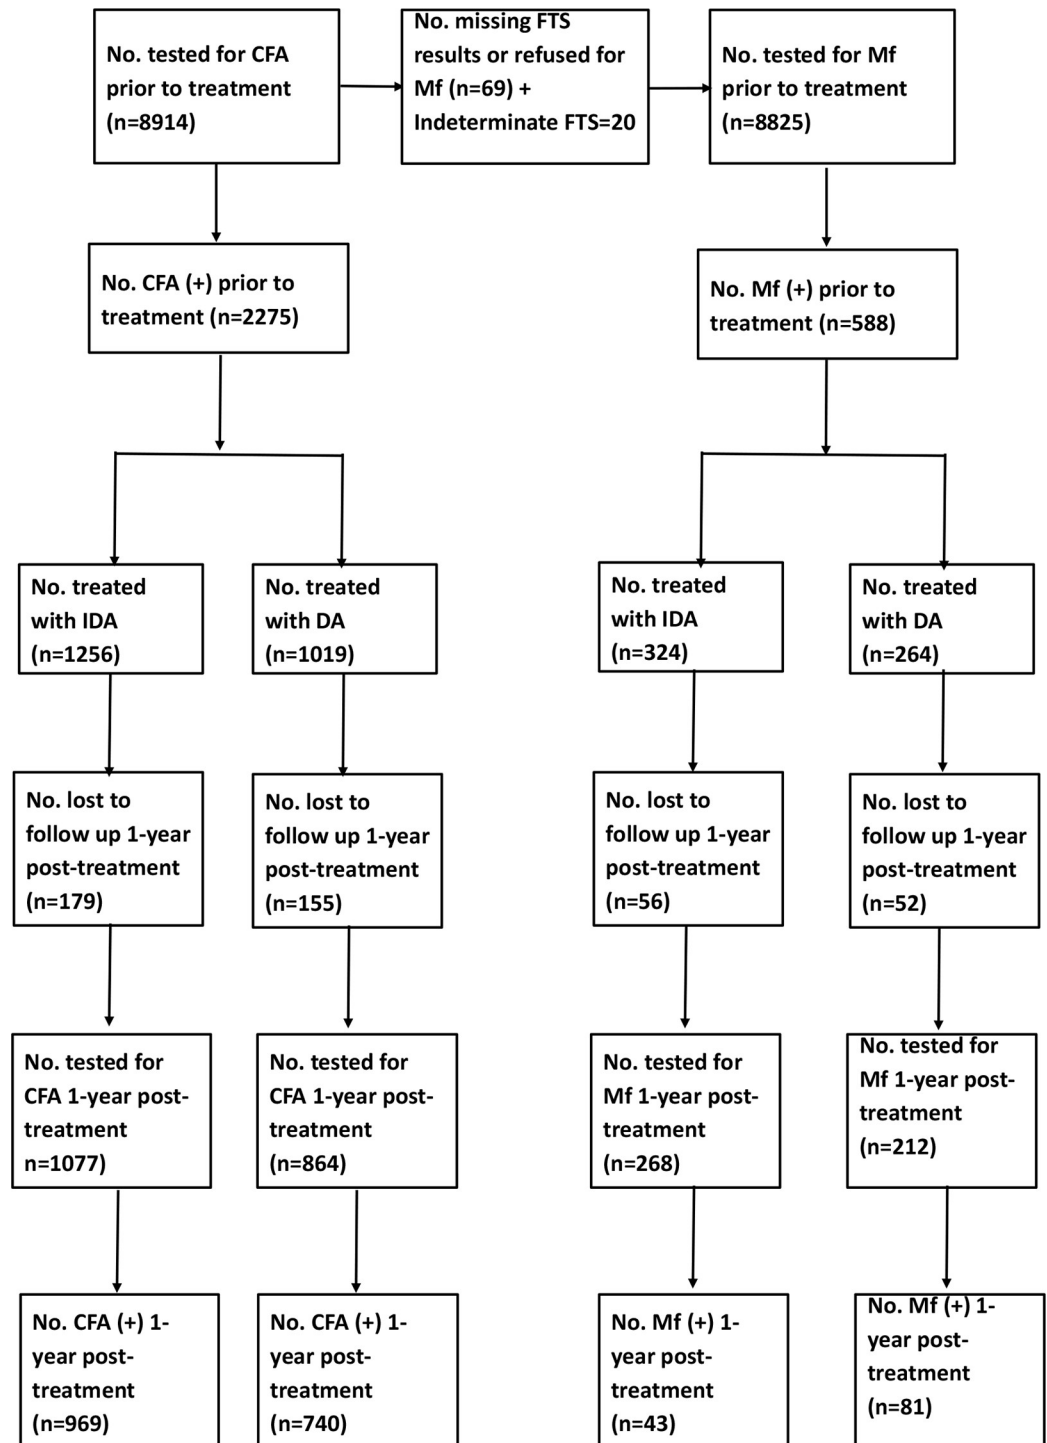 No. tested for CFA
prior to treatment
(n=8914)
No. missing FTS
results or refused for
Mf (n=69) +
Indeterminate FTS=20
No. tested for Mf
prior to treatment
(n=8825)
No. CFA (+) prior to
treatment (n=2275)
No. Mf (+) prior to
treatment (n=588)
No. treated
with IDA
(n=1256)
No. treated
with DA
(n=1019)
No. treated
with IDA
(n=324)
No. treated
with DA
(n=264)
No. lost to
follow up 1-year
post-treatment
(n=179)
No. lost to
follow up 1-year
post-treatment
(n=155)
No. lost to
follow up 1-year
post-treatment
(n=56)
No. lost to
follow up 1-year
post-treatment
(n=52)
No. tested for
CFA 1-year post-
treatment
n=1077)
No. tested for
CFA 1-year post-
treatment
(n=864)
No. tested for
Mf 1-year post-
treatment
(n=268)
No. tested for
Mf 1-year post-
treatment
(n=212)
No. CFA (+) 1-
year post-
treatment
(n=969)
No. CFA (+) 1-
year post-
treatment
(n=740)
No. Mf (+) 1-
year post-
treatment
(n=43)
No. Mf (+) 1-
year post-
treatment
(n=81)